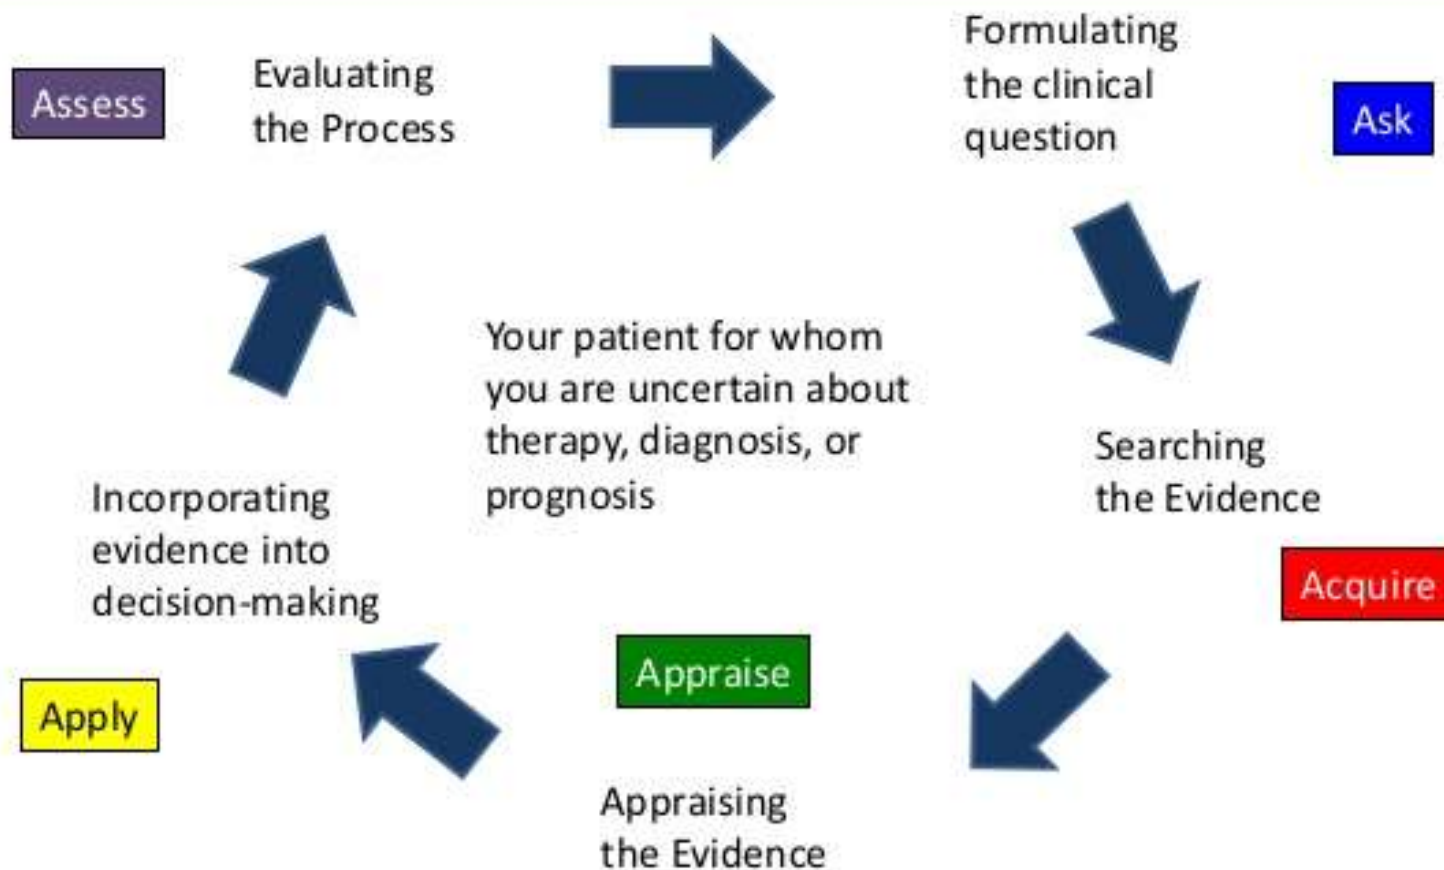 Assess
Evaluating
the Process
Formulating
the clinical
question
Ask
Your patient for whom
you are uncertain about
therapy, diagnosis, or
prognosis
Searching
the Evidence
Acquire
Appraise
Appraising
the Evidence
Incorporating
evidence into
decision-making
Apply